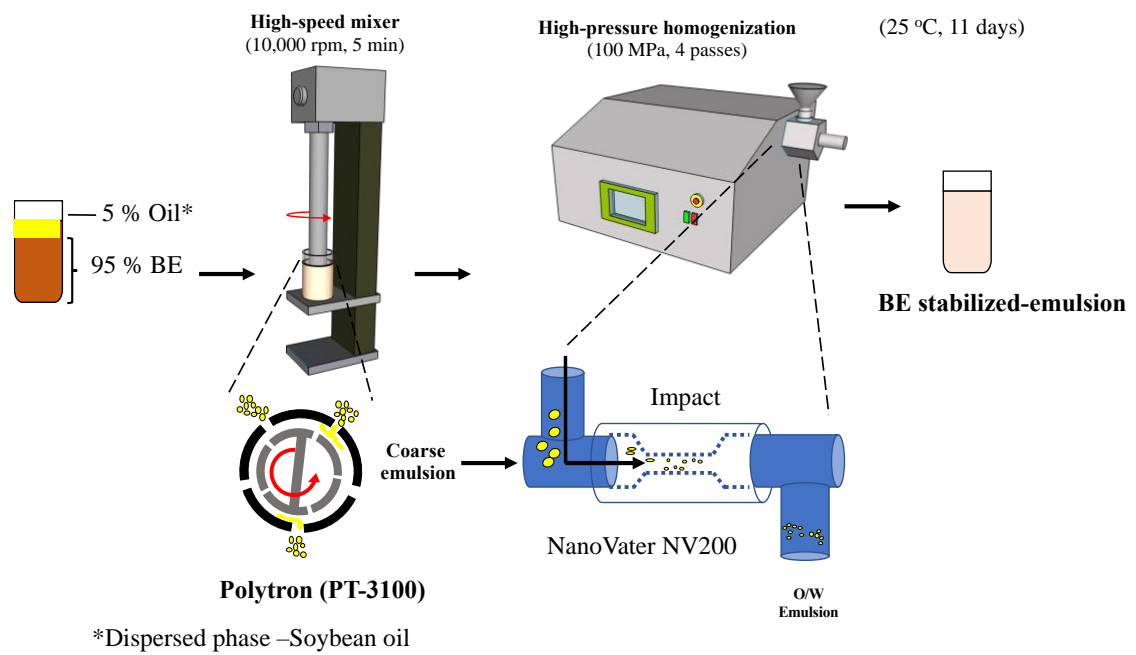 High-speed mixer
(10,000 rpm, 5 min)
High-pressure homogenization
(100 MPa, 4 passes)
(25 °C, 11 days)
5 % Oil*
95 % BE
BE stabilized-emulsion
Impact
Coarse
emulsion
NanoVater NV200
Polytron (PT-3100)
O/W
Emulsion
*Dispersed phase –Soybean oil